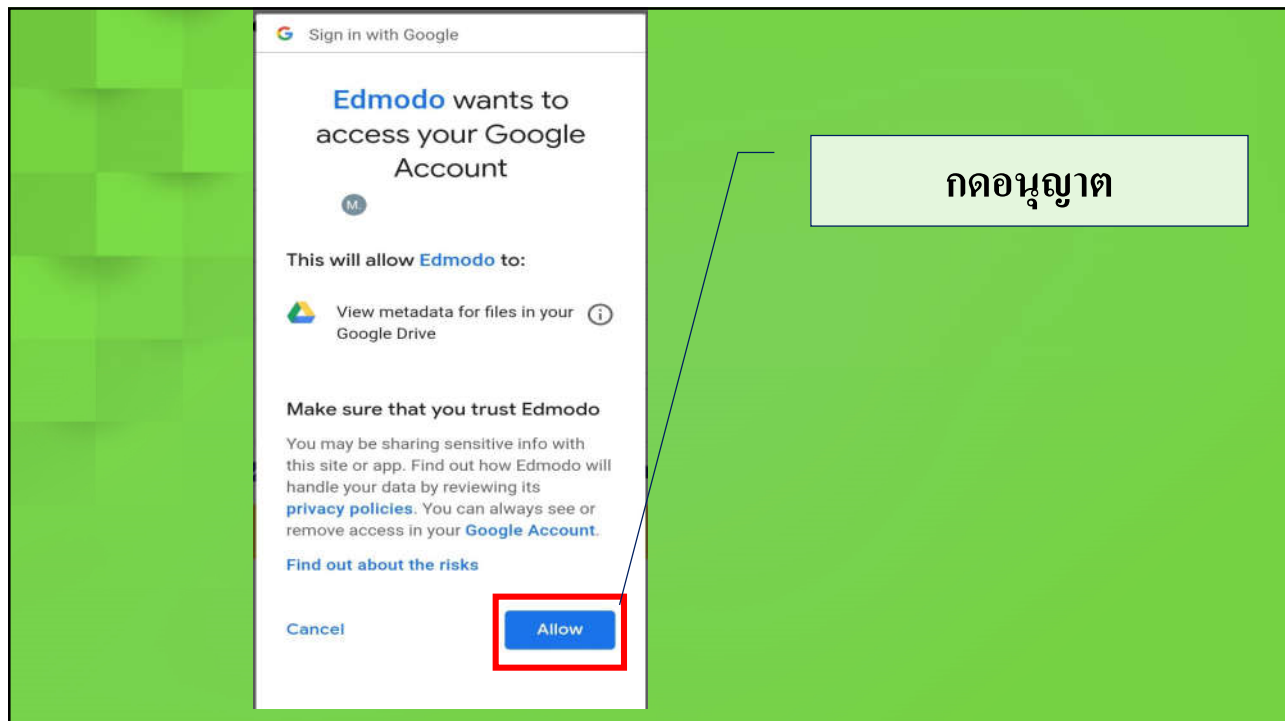 Sign in with Google
Edmodo wants to
access your Google
Account
M.
This will allow Edmodo to:
View metadata for files in your
Google Drive
Make sure that you trust Edmodo
You may be sharing sensitive info with
this site or app. Find out how Edmodo will
handle your data by reviewing its
privacy policies. You can always see or
remove access in your Google Account.
Find out about the risks
Cancel
Allow
กดอนุญาต